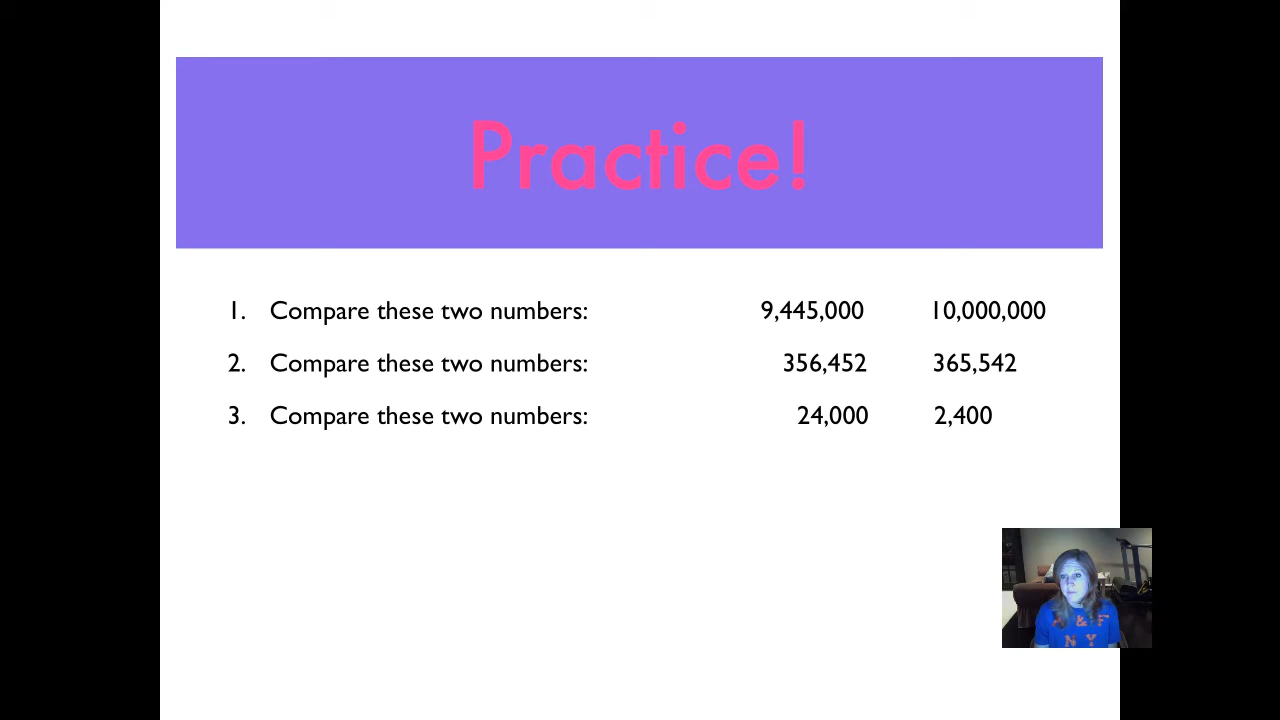 Practice!
1. Compare these two numbers: 9,445,000 10,000,000
2. Compare these two numbers: 356,452 365,542
3. Compare these two numbers: 24,000 2,400
A & F
N Y